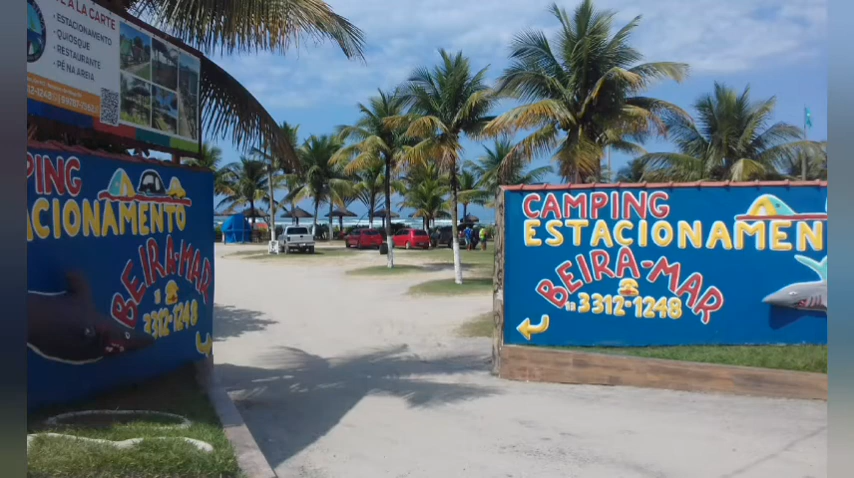 E A LA CARTE
- ESTACIONAMENTO
- QUIOSQUE
- RESTAURANTE
- PÉ NA AREIA
PING
ACIONAMENTO
BEIRA-MAR
3312-1248
CAMPING
ESTACIONAMEN
BEIRA-MAR
3312-1248